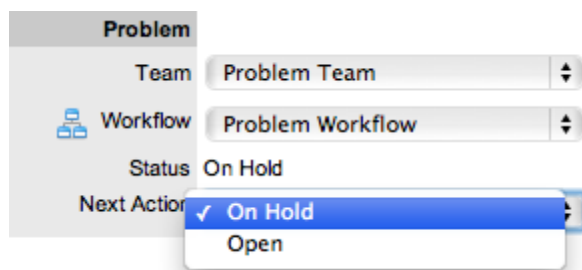 Problem
Team Problem Team
Workflow Problem Workflow
Status On Hold
Next Action ✓ On Hold
Open